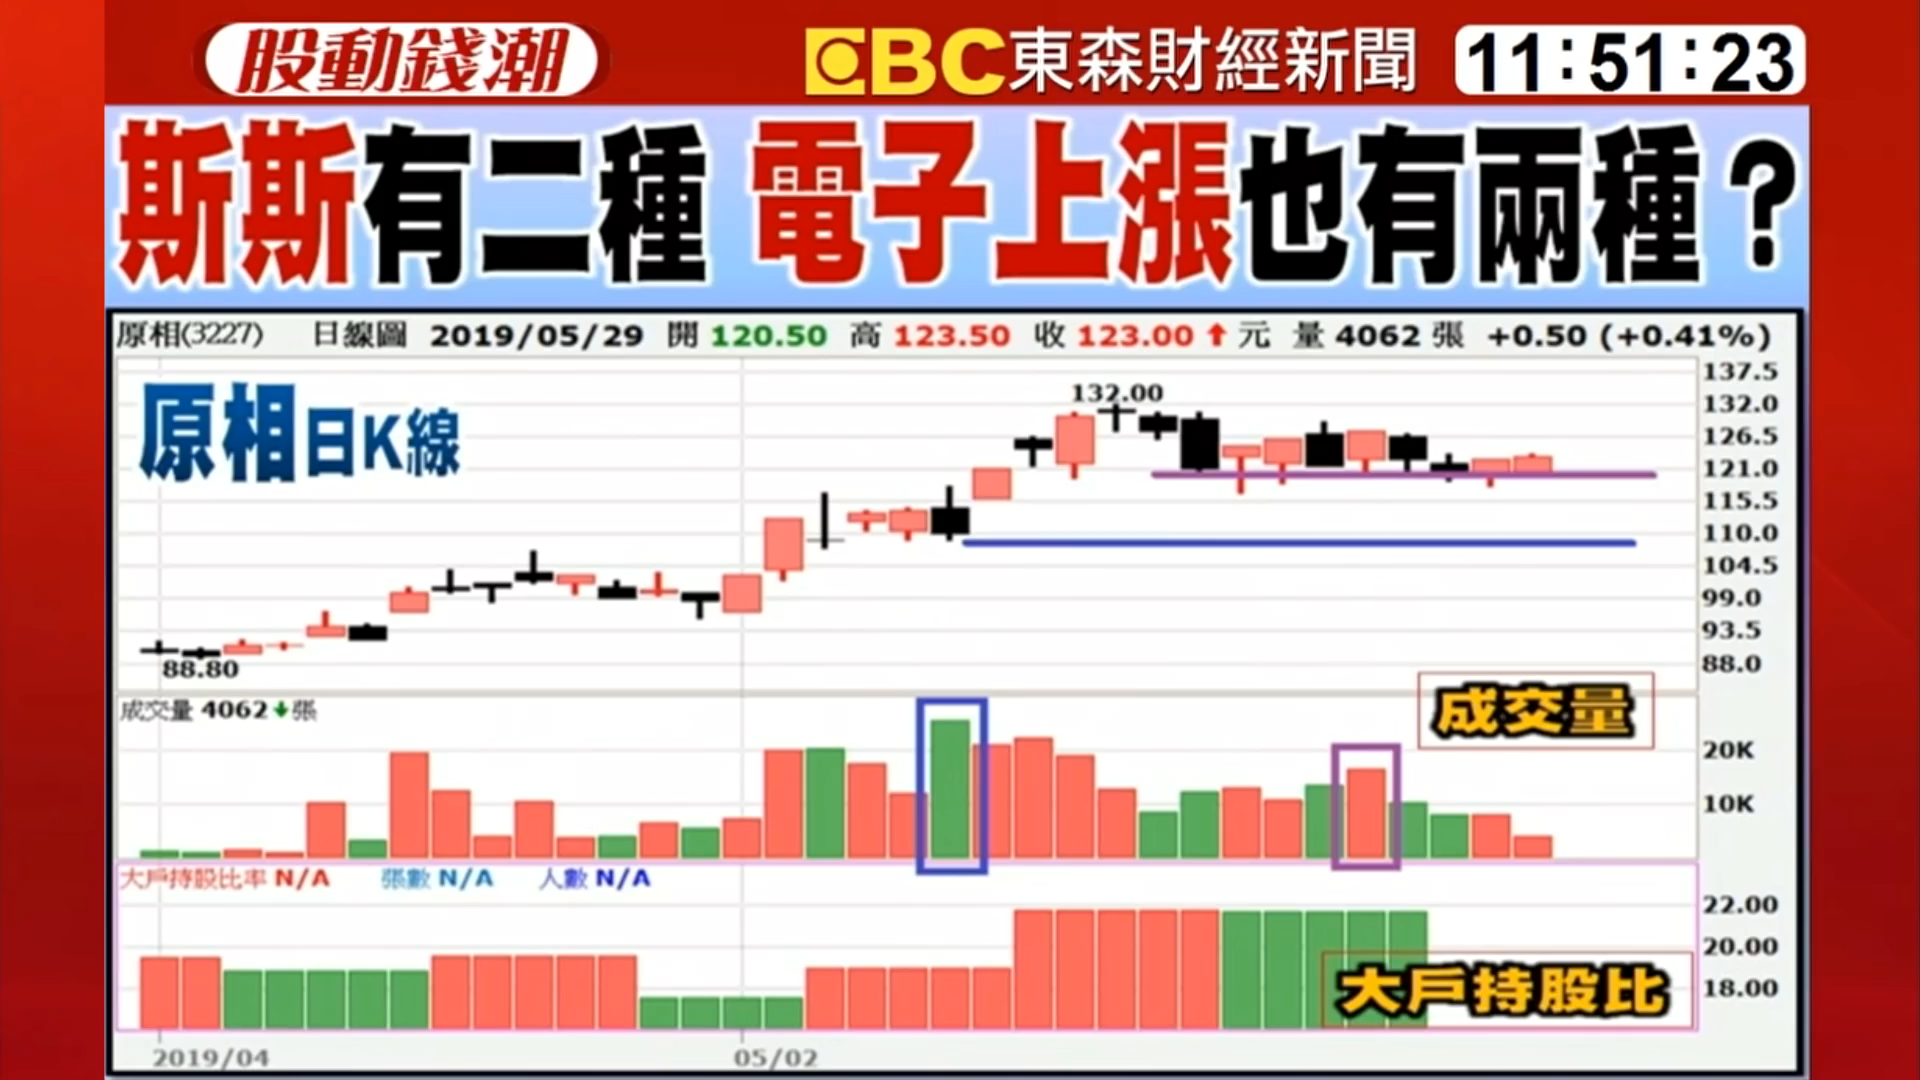 股動錢潮
EBC東森財經新聞
11:51:23
斯斯有二種 電子上漲也有兩種？
原相(3227) 日線圖 2019/05/29 開 120.50 高 123.50 收 123.00 ↑ 元 量 4062 張 +0.50 (+0.41%)
原相日K線
132.00
88.80
137.5
132.0
126.5
121.0
115.5
110.0
104.5
99.0
93.5
88.0
成交量 4062↓張
成交量
20K
10K
大戶持股比率 N/A 張數 N/A 人數 N/A
22.00
20.00
18.00
大戶持股比
2019/04 05/02